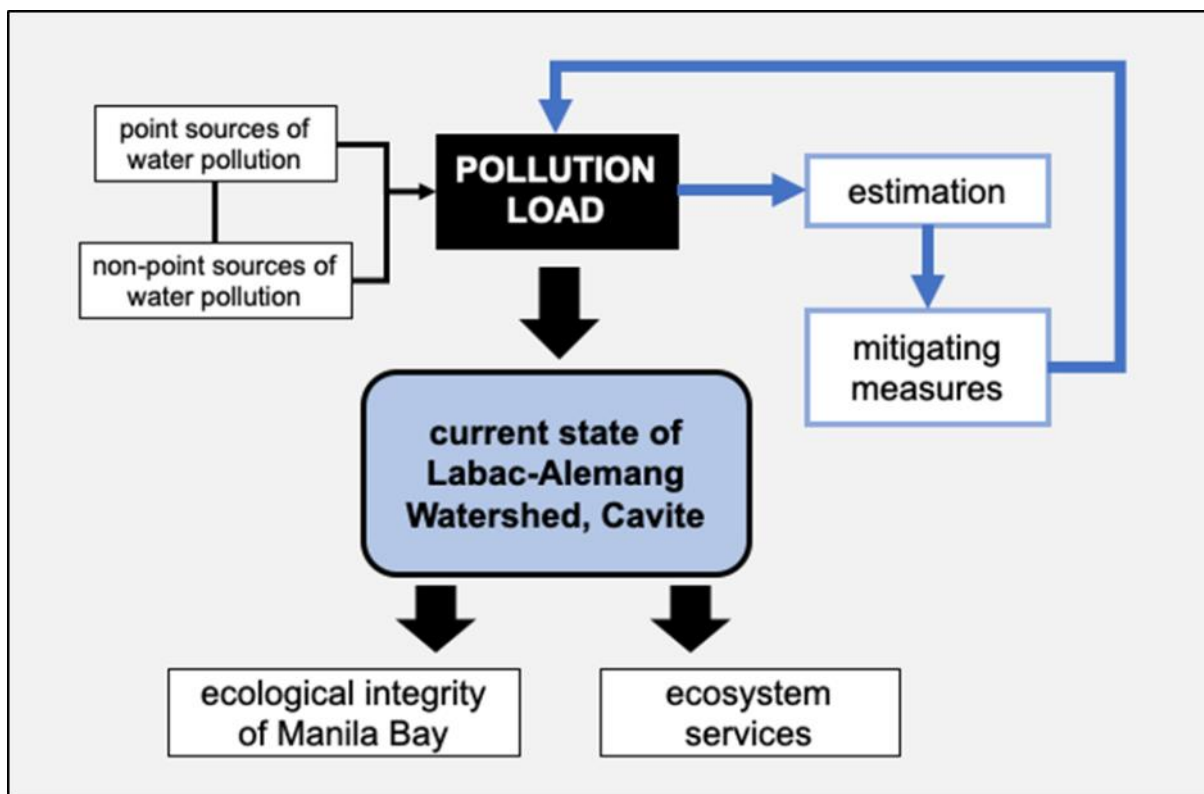 point sources of
water pollution
non-point sources of
water pollution
POLLUTION
LOAD
estimation
mitigating
measures
current state of
Labac-Alemang
Watershed, Cavite
ecological integrity
of Manila Bay
ecosystem
services